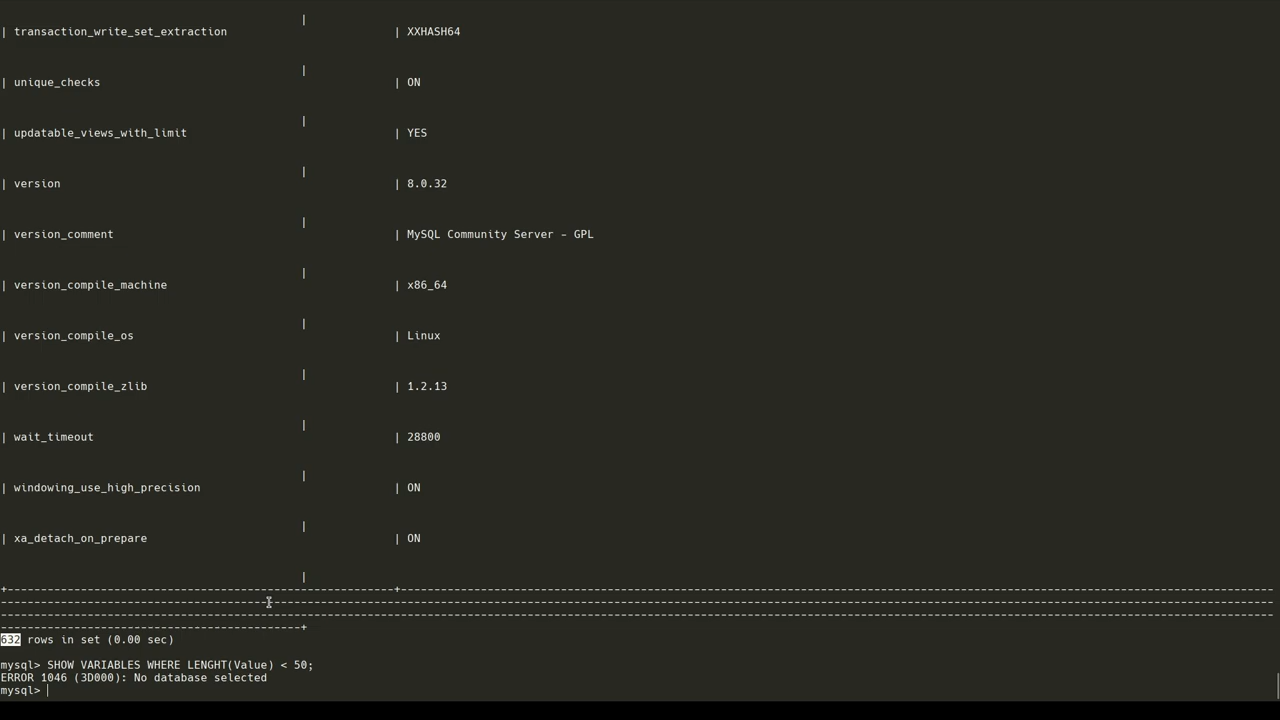 |
| transaction_write_set_extraction | XXHASH64
|
| unique_checks | ON
|
| updatable_views_with_limit | YES
|
| version | 8.0.32
|
| version_comment | MySQL Community Server - GPL
|
| version_compile_machine | x86_64
|
| version_compile_os | Linux
|
| version_compile_zlib | 1.2.13
|
| wait_timeout | 28800
|
| windowing_use_high_precision | ON
|
| xa_detach_on_prepare | ON
|
632 rows in set (0.00 sec)
mysql> SHOW VARIABLES WHERE LENGHT(Value) < 50;
ERROR 1046 (3D000): No database selected
mysql>